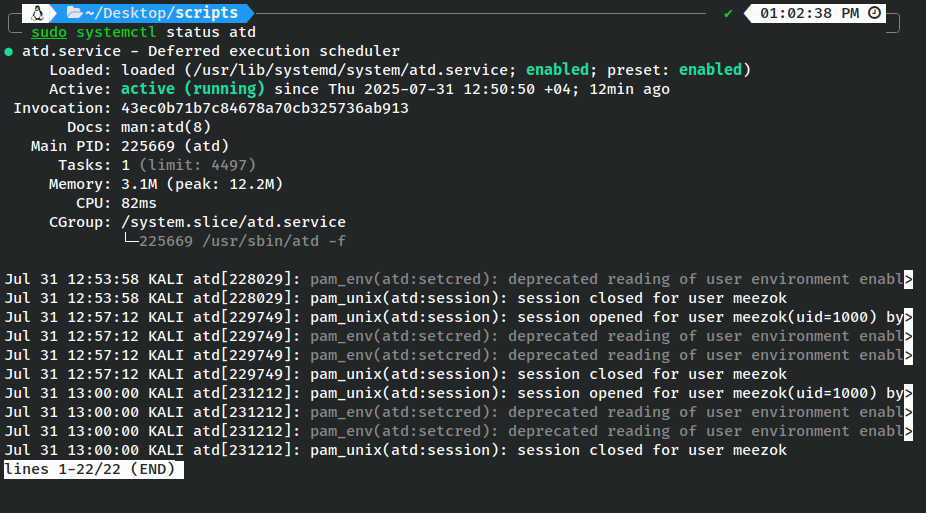 ~/Desktop/scripts ✔ 01:02:38 PM
sudo systemctl status atd
● atd.service - Deferred execution scheduler
Loaded: loaded (/usr/lib/systemd/system/atd.service; enabled; preset: enabled)
Active: active (running) since Thu 2025-07-31 12:50:50 +04; 12min ago
Invocation: 43ec0b71b7c84678a70cb325736ab913
Docs: man:atd(8)
Main PID: 225669 (atd)
Tasks: 1 (limit: 4497)
Memory: 3.1M (peak: 12.2M)
CPU: 82ms
CGroup: /system.slice/atd.service
└─225669 /usr/sbin/atd -f
Jul 31 12:53:58 KALI atd[228029]: pam_env(atd:setcred): deprecated reading of user environment enabl>
Jul 31 12:53:58 KALI atd[228029]: pam_unix(atd:session): session closed for user meezok
Jul 31 12:57:12 KALI atd[229749]: pam_unix(atd:session): session opened for user meezok(uid=1000) by>
Jul 31 12:57:12 KALI atd[229749]: pam_env(atd:setcred): deprecated reading of user environment enabl>
Jul 31 12:57:12 KALI atd[229749]: pam_env(atd:setcred): deprecated reading of user environment enabl>
Jul 31 12:57:12 KALI atd[229749]: pam_unix(atd:session): session closed for user meezok
Jul 31 13:00:00 KALI atd[231212]: pam_unix(atd:session): session opened for user meezok(uid=1000) by>
Jul 31 13:00:00 KALI atd[231212]: pam_env(atd:setcred): deprecated reading of user environment enabl>
Jul 31 13:00:00 KALI atd[231212]: pam_env(atd:setcred): deprecated reading of user environment enabl>
Jul 31 13:00:00 KALI atd[231212]: pam_unix(atd:session): session closed for user meezok
lines 1-22/22 (END)